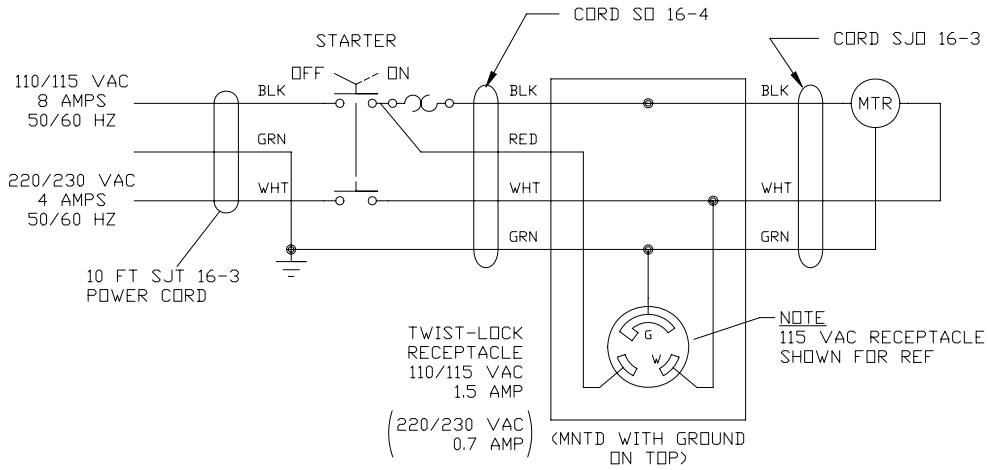 CORD SO 16-4
STARTER
CORD SJO 16-3
OFF
ON
110/115 VAC
8 AMPS
50/60 HZ
BLK
BLK
BLK
MTR
GRN
RED
220/230 VAC
4 AMPS
50/60 HZ
WHT
WHT
WHT
GRN
GRN
10 FT SJT 16-3
POWER CORD
TWIST-LOCK
RECEPTACLE
110/115 VAC
1.5 AMP
(220/230 VAC
0.7 AMP)
G
W
NOTE
115 VAC RECEPTACLE
SHOWN FOR REF
(MNTD WITH GROUND
ON TOP)